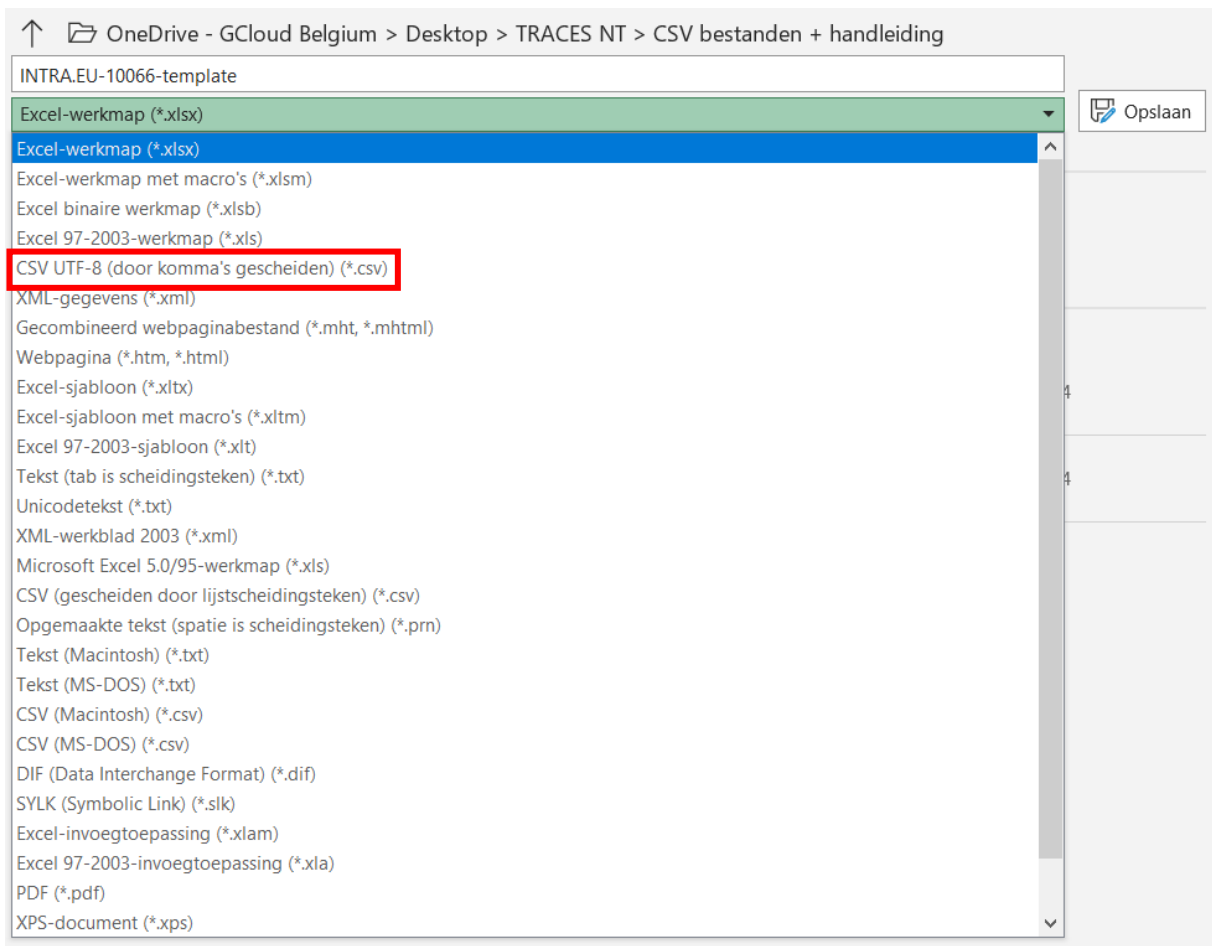 OneDrive - GCloud Belgium > Desktop > TRACES NT > CSV bestanden + handleiding
INTRA.EU-10066-template
Excel-werkmap (*.xlsx)
Opslaan
Excel-werkmap (*.xlsx)
Excel-werkmap met macro's (*.xlsm)
Excel binaire werkmap (*.xlsb)
Excel 97-2003-werkmap (*.xls)
CSV UTF-8 (door komma's gescheiden) (*.csv)
XML-gegevens (*.xml)
Gecombineerd webpaginabestand (*.mht, *.mhtml)
Webpagina (*.htm, *.html)
Excel-sjabloon (*.xltx)
4
Excel-sjabloon met macro's (*.xltm)
Excel 97-2003-sjabloon (*.xlt)
Tekst (tab is scheidingsteken) (*.txt)
4
Unicodetekst (*.txt)
XML-werkblad 2003 (*.xml)
Microsoft Excel 5.0/95-werkmap (*.xls)
CSV (gescheiden door lijstscheidingsteken) (*.csv)
Opgemaakte tekst (spatie is scheidingsteken) (*.prn)
Tekst (Macintosh) (*.txt)
Tekst (MS-DOS) (*.txt)
CSV (Macintosh) (*.csv)
CSV (MS-DOS) (*.csv)
DIF (Data Interchange Format) (*.dif)
SYLK (Symbolic Link) (*.slk)
Excel-invoegtoepassing (*.xlam)
Excel 97-2003-invoegtoepassing (*.xla)
PDF (*.pdf)
XPS-document (*.xps)